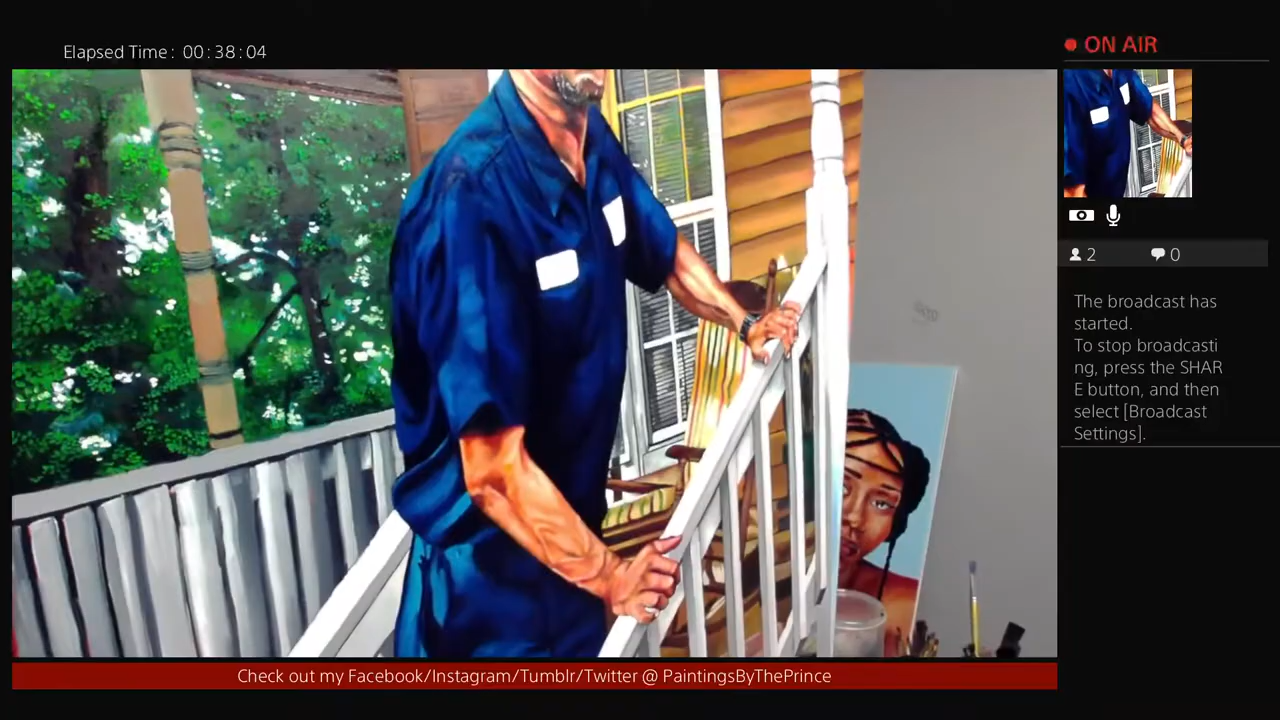 Elapsed Time: 00:38:04
ON AIR
2
0
The broadcast has
started.
To stop broadcasti
ng, press the SHAR
E button, and then
select [Broadcast
Settings].
Check out my Facebook/Instagram/Tumblr/Twitter @ PaintingsByThePrince